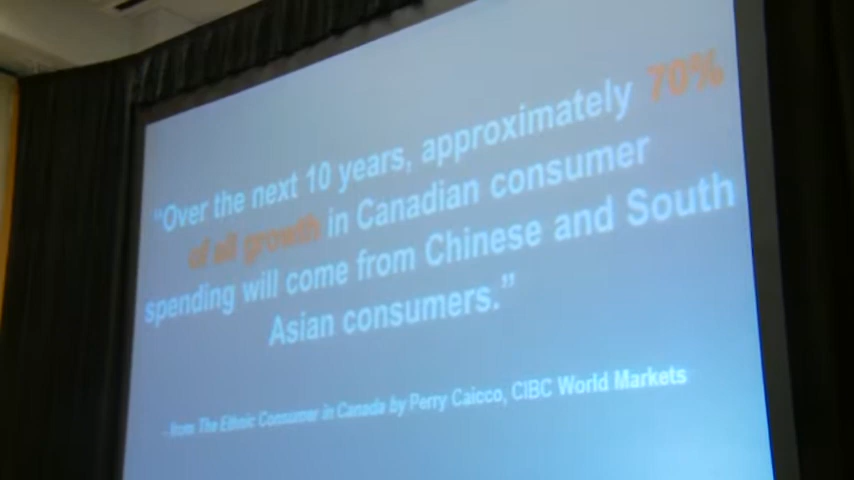 “Over the next 10 years, approximately 70%
of all growth in Canadian consumer
spending will come from Chinese and South
Asian consumers.”
- from The Ethnic Consumer in Canada by Perry Caicco, CIBC World Markets